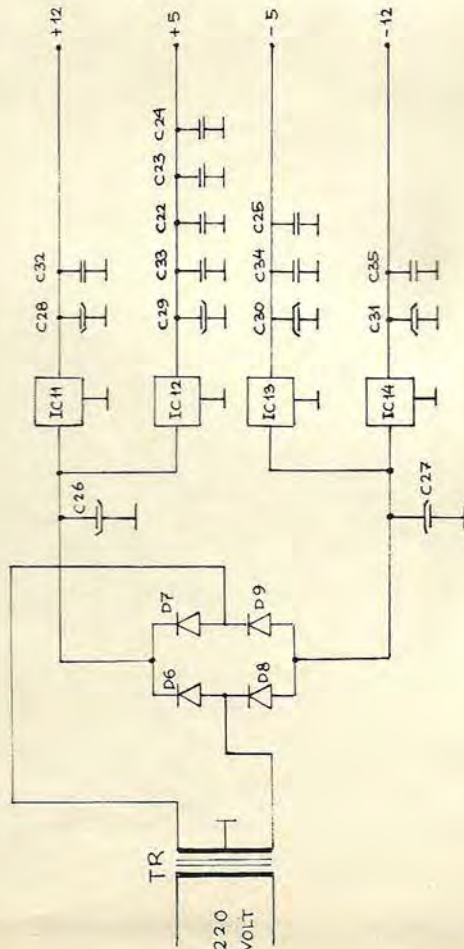 TR
220
VOLT
D6
D7
D8
D9
C26
C27
IC11
C28
C32
+12
IC12
C29
C33
C22
C23
C24
+5
IC13
C30
C34
C25
-5
IC14
C31
C35
-12